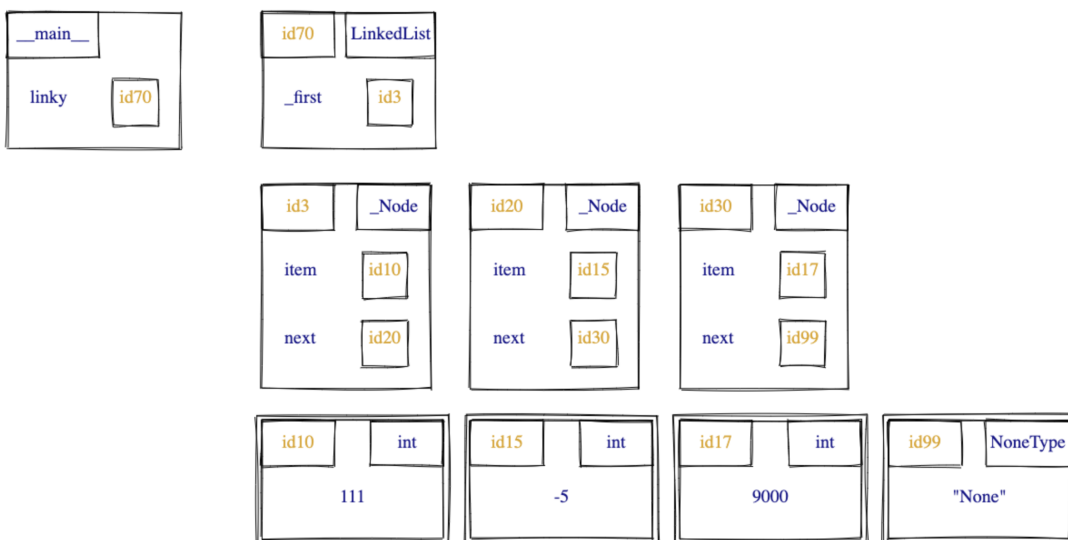 __main__ id70 LinkedList
linky id70 _first id3
id3 _Node id20 _Node id30 _Node
item id10 item id15 item id17
next id20 next id30 next id99
id10 int id15 int id17 int id99 NoneType
111 -5 9000 "None"